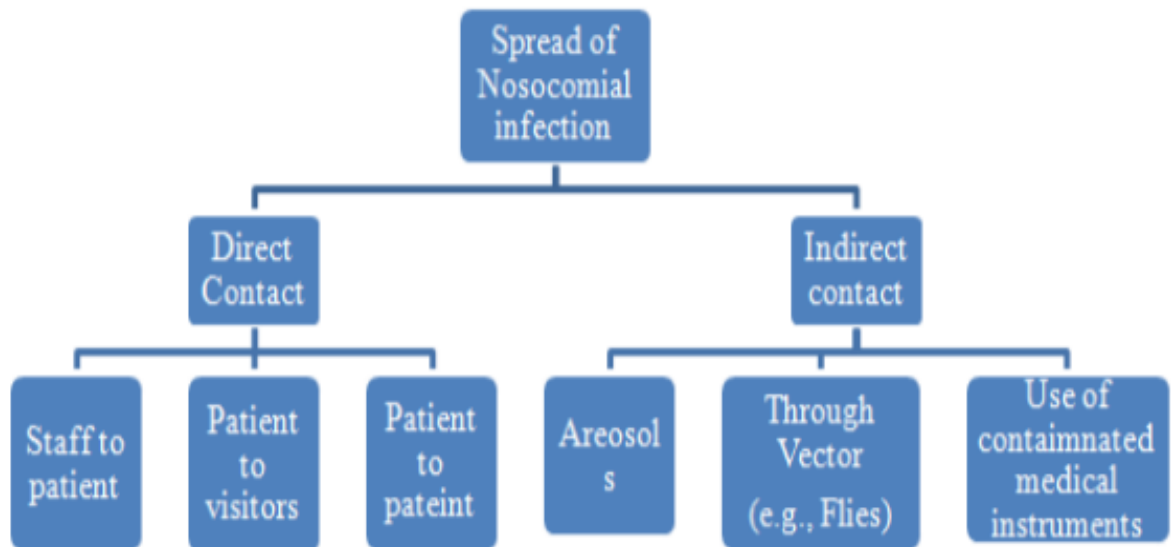 Spread of
Nosocomial
infection
Direct
Contact
Indirect
contact
Staff to
patient
Patient
to
visitors
Patient
to
pateint
Areosol
s
Through
Vector
(e.g., Flies)
Use of
contaimnated
medical
instruments